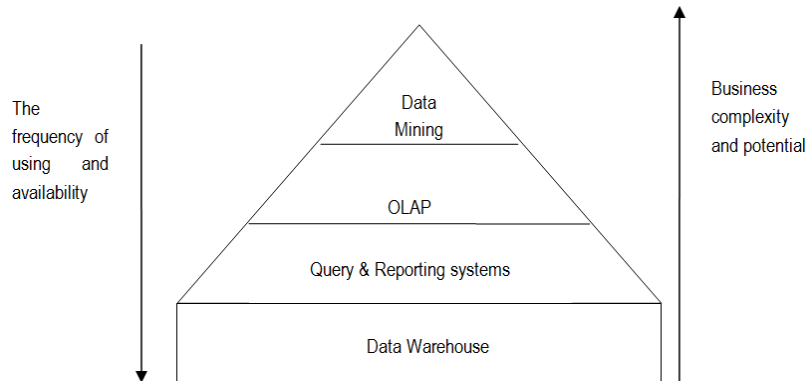 The
frequency of
using and
availability
Data
Mining
OLAP
Query & Reporting systems
Data Warehouse
Business
complexity
and potential